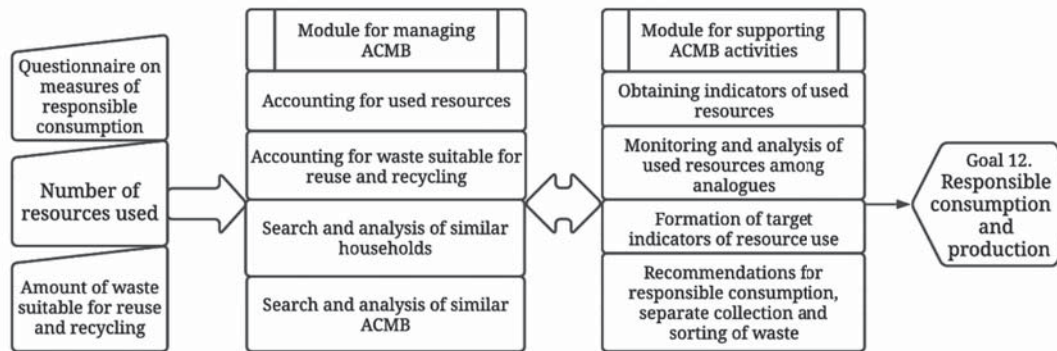 Questionnaire on
measures of
responsible
consumption
Number of
resources used
Amount of waste
suitable for reuse
and recycling
Module for managing
ACMB
Accounting for used resources
Accounting for waste suitable for
reuse and recycling
Search and analysis of similar
households
Search and analysis of similar
ACMB
Module for supporting
ACMB activities
Obtaining indicators of used
resources
Monitoring and analysis of
used resources among
analogues
Formation of target
indicators of resource use
Recommendations for
responsible consumption,
separate collection and
sorting of waste
Goal 12.
Responsible
consumption
and
production